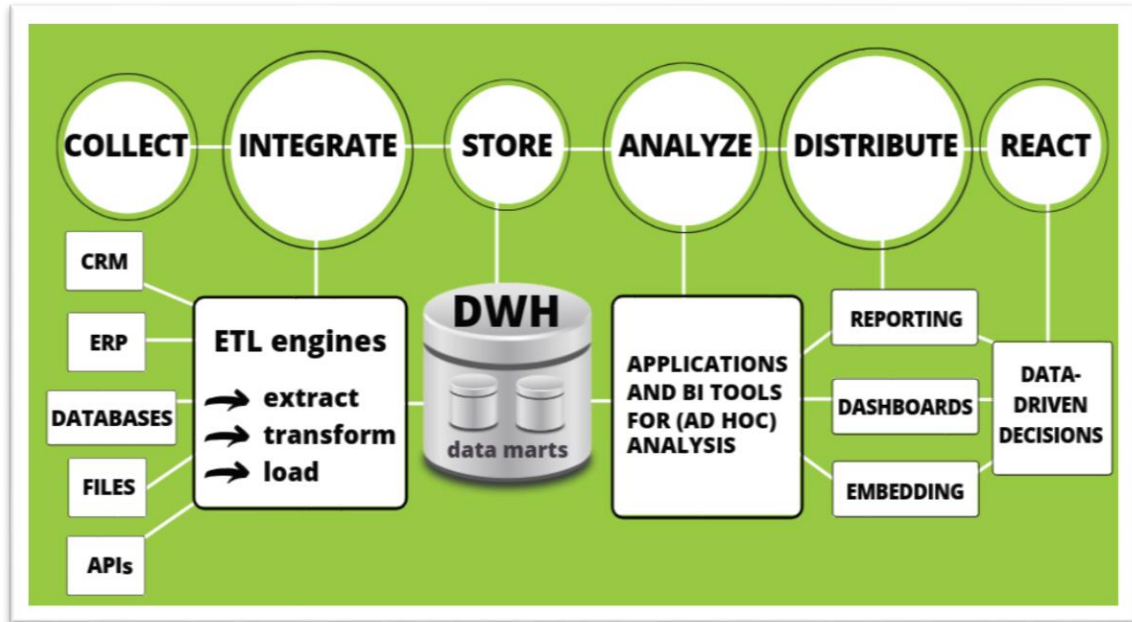 COLLECT
INTEGRATE
STORE
ANALYZE
DISTRIBUTE
REACT
CRM
ERP
DATABASES
FILES
APIs
ETL engines
extract
transform
load
DWH
data marts
APPLICATIONS
AND BI TOOLS
FOR (AD HOC)
ANALYSIS
REPORTING
DASHBOARDS
EMBEDDING
DATA-
DRIVEN
DECISIONS